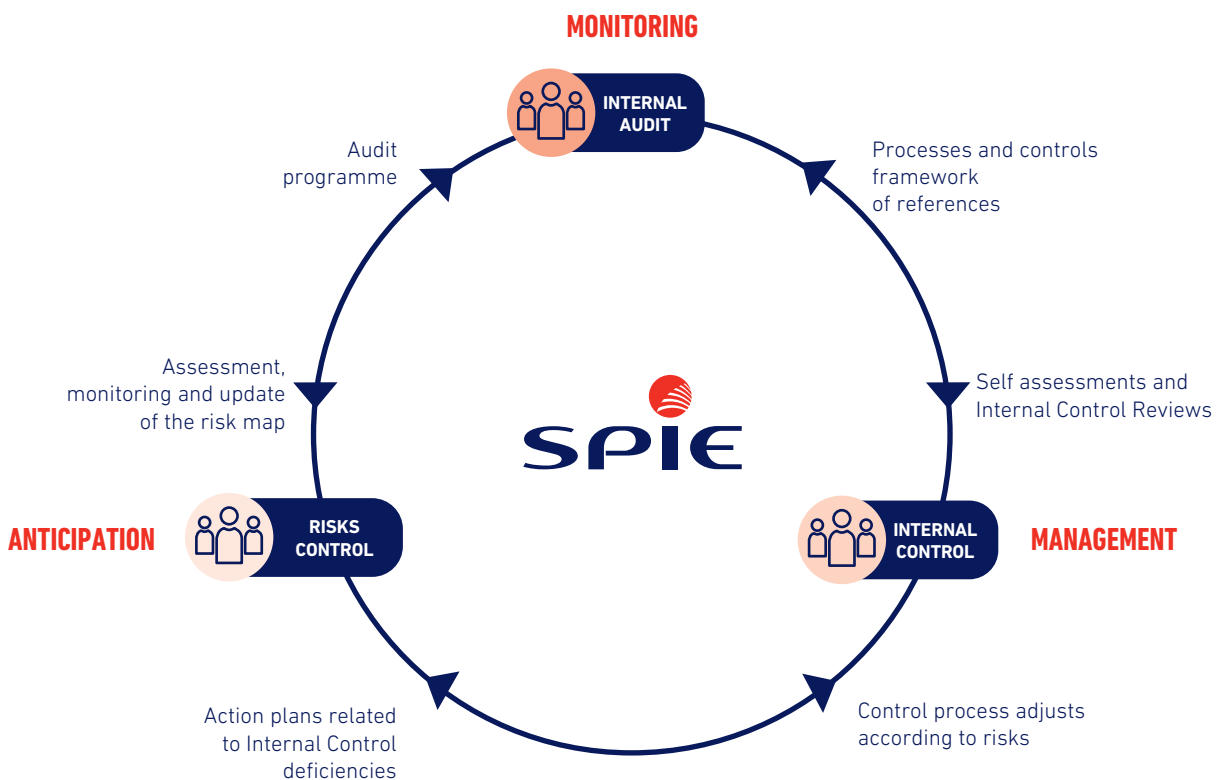 MONITORING
INTERNAL
AUDIT
Audit
programme
Processes and controls
framework
of references
Assessment,
monitoring and update
of the risk map
Self assessments and
Internal Control Reviews
SPIE
ANTICIPATION
RISKS
CONTROL
INTERNAL
CONTROL
MANAGEMENT
Action plans related
to Internal Control
deficiencies
Control process adjusts
according to risks